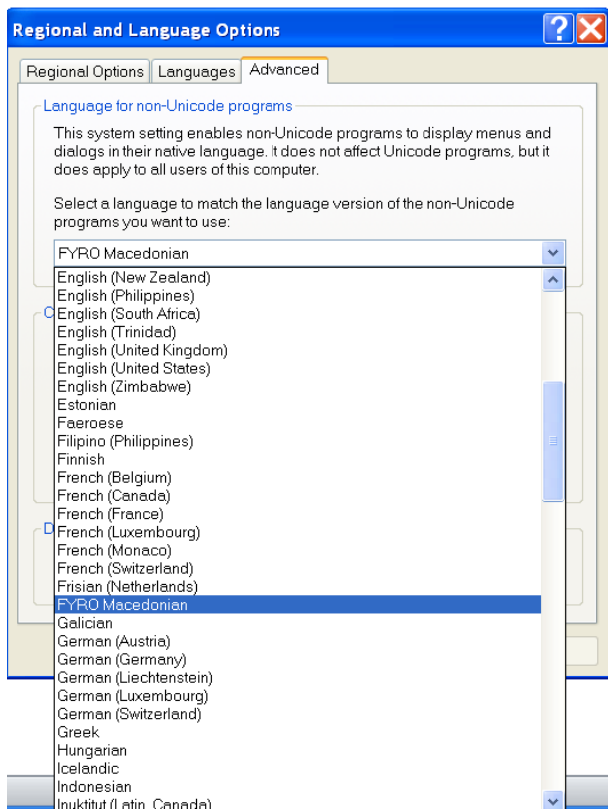 Regional and Language Options
Regional Options Languages Advanced
Language for non-Unicode programs
This system setting enables non-Unicode programs to display menus and
dialogs in their native language. It does not affect Unicode programs, but it
does apply to all users of this computer.
Select a language to match the language version of the non-Unicode
programs you want to use:
FYRO Macedonian
English (New Zealand)
English (Philippines)
C
English (South Africa)
English (Trinidad)
English (United Kingdom)
English (United States)
English (Zimbabwe)
Estonian
Faeroese
Filipino (Philippines)
Finnish
French (Belgium)
French (Canada)
French (France)
D
French (Luxembourg)
French (Monaco)
French (Switzerland)
Frisian (Netherlands)
FYRO Macedonian
Galician
German (Austria)
German (Germany)
German (Liechtenstein)
German (Luxembourg)
German (Switzerland)
Greek
Hungarian
Icelandic
Indonesian
Inuktitut (Latin, Canada)